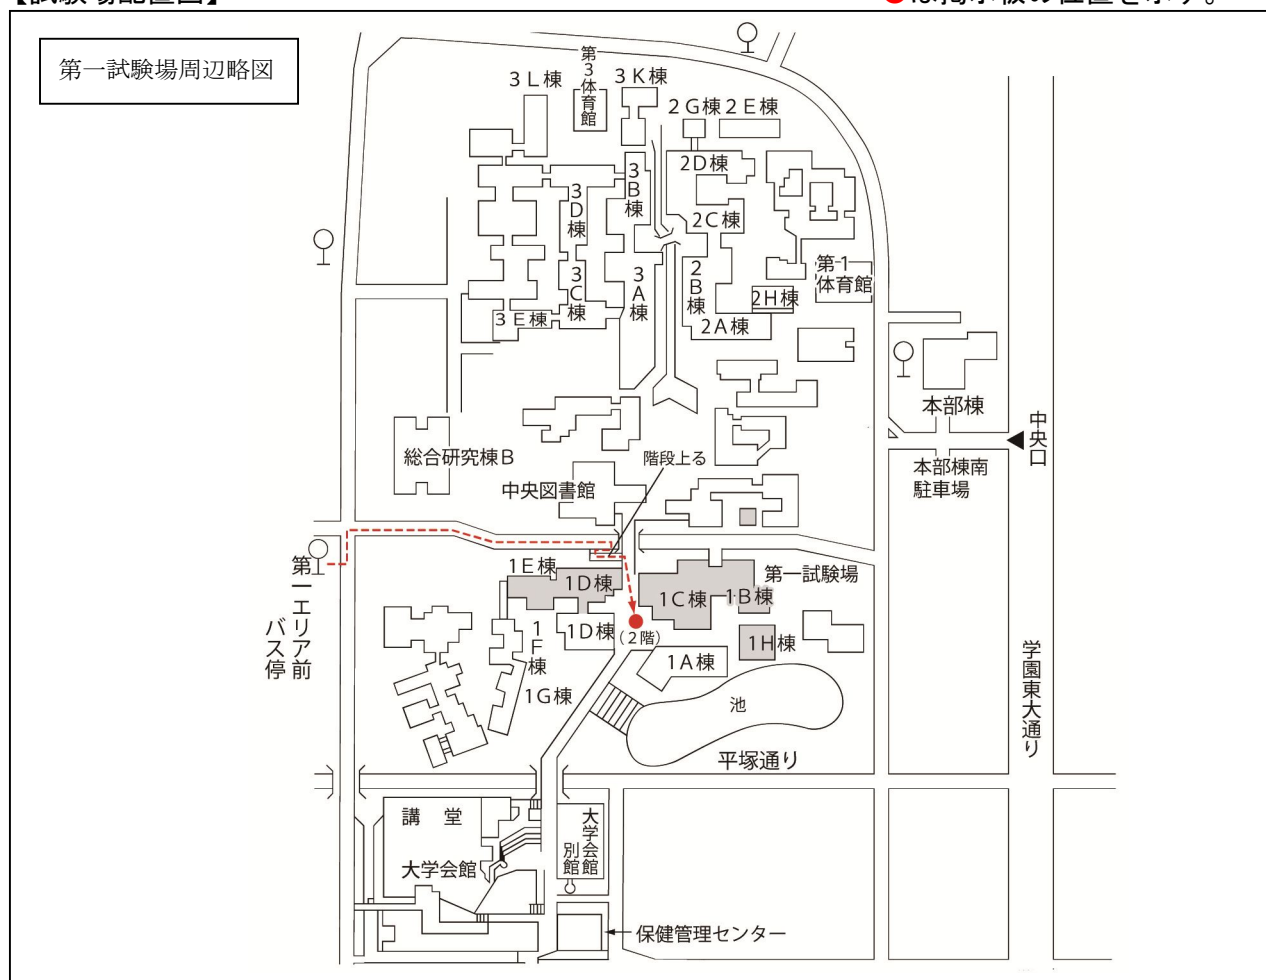 【試験場配置図】
●は掲示板の位置を示す。
第一試験場周辺略図
3L棟
第3体育館
3K棟
2G棟
2E棟
2D棟
3B棟
3D棟
2C棟
第1
体育館
3C棟
3A棟
2B棟
2H棟
3E棟
2A棟
本部棟
中央口
総合研究棟B
階段上る
本部棟南
駐車場
中央図書館
第一エリア前
バス停
1E棟
1D棟
第一試験場
1C棟
1B棟
1F棟
1D棟
(2階)
1H棟
1A棟
1G棟
池
学園東大通り
平塚通り
講堂
大学会館
別館
大学会館
保健管理センター